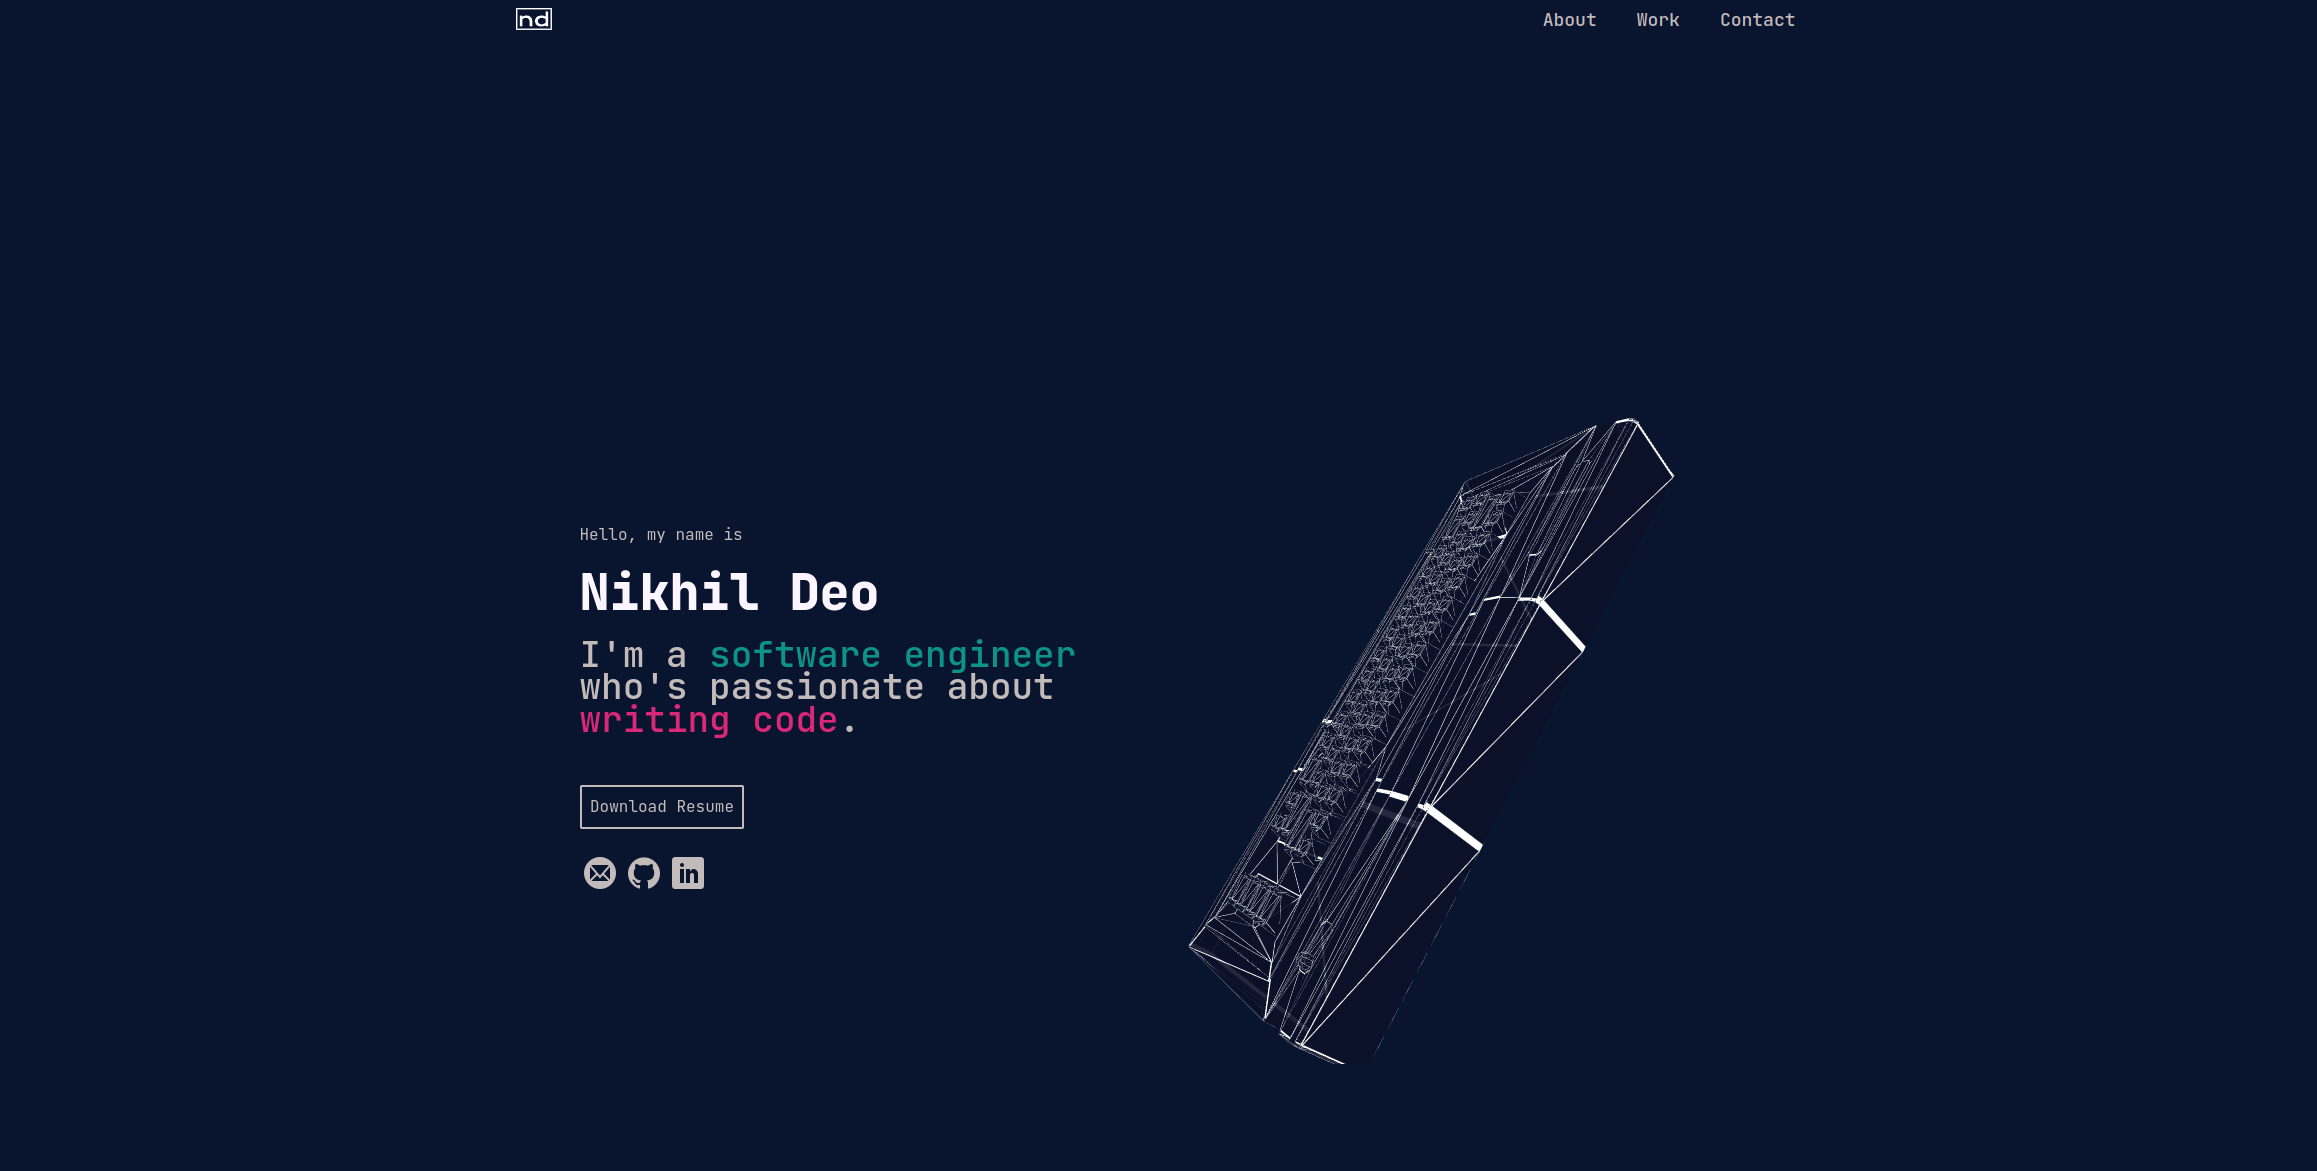 nd
About Work Contact
Hello, my name is
Nikhil Deo
I'm a software engineer
who's passionate about
writing code.
Download Resume
in